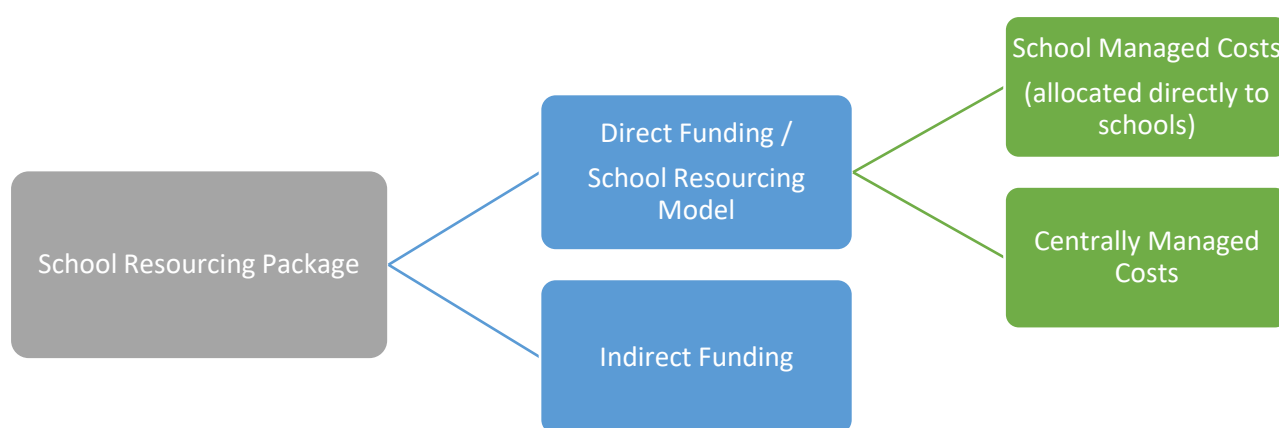 School Resourcing Package
Direct Funding /
School Resourcing
Model
Indirect Funding
School Managed Costs
(allocated directly to
schools)
Centrally Managed
Costs